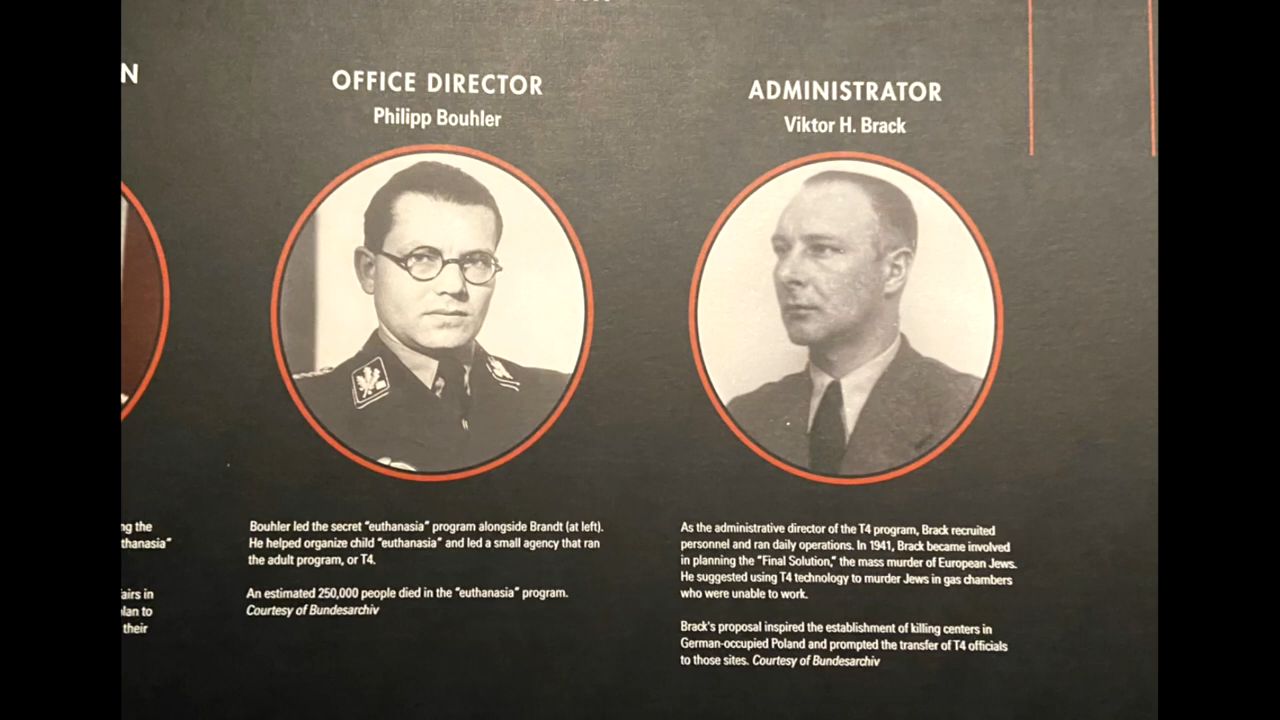 N
ng the
thanasia"
airs in
lan to
their
OFFICE DIRECTOR
Philipp Bouhler
Bouhler led the secret "euthanasia" program alongside Brandt (at left).
He helped organize child "euthanasia" and led a small agency that ran
the adult program, or T4.
An estimated 250,000 people died in the "euthanasia" program.
Courtesy of Bundesarchiv
ADMINISTRATOR
Viktor H. Brack
As the administrative director of the T4 program, Brack recruited
personnel and ran daily operations. In 1941, Brack became involved
in planning the "Final Solution," the mass murder of European Jews.
He suggested using T4 technology to murder Jews in gas chambers
who were unable to work.
Brack's proposal inspired the establishment of killing centers in
German-occupied Poland and prompted the transfer of T4 officials
to those sites. Courtesy of Bundesarchiv